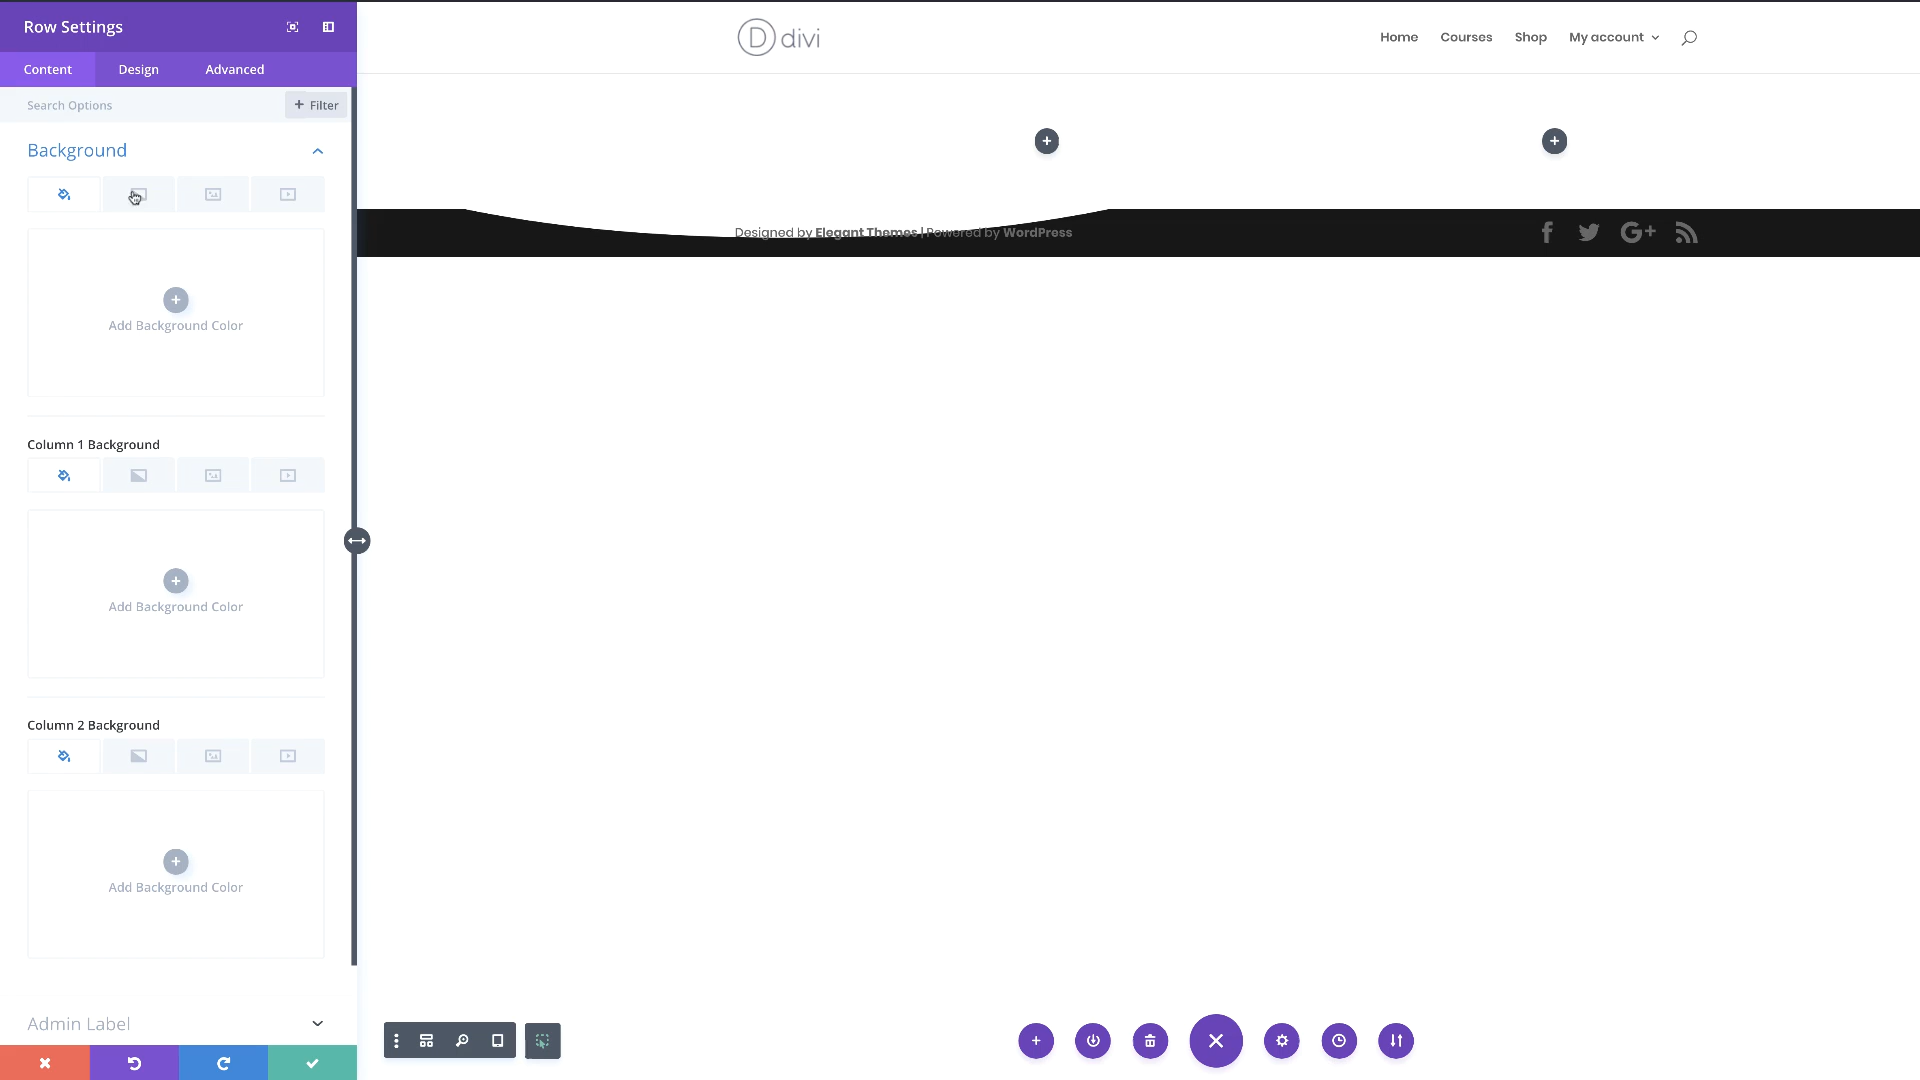 Row Settings
Content Design Advanced
Search Options + Filter
Background
Add Background Color
Column 1 Background
Add Background Color
Column 2 Background
Add Background Color
Admin Label
D divi
Home Courses Shop My account
Designed by Elegant Themes | Powered by WordPress
G+